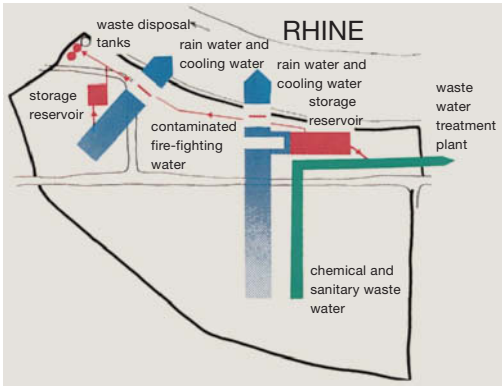 waste disposal
tanks
RHINE
rain water and
cooling water
rain water and
cooling water
storage
reservoir
storage
reservoir
contaminated
fire-fighting
water
waste
water
treatment
plant
chemical and
sanitary waste
water